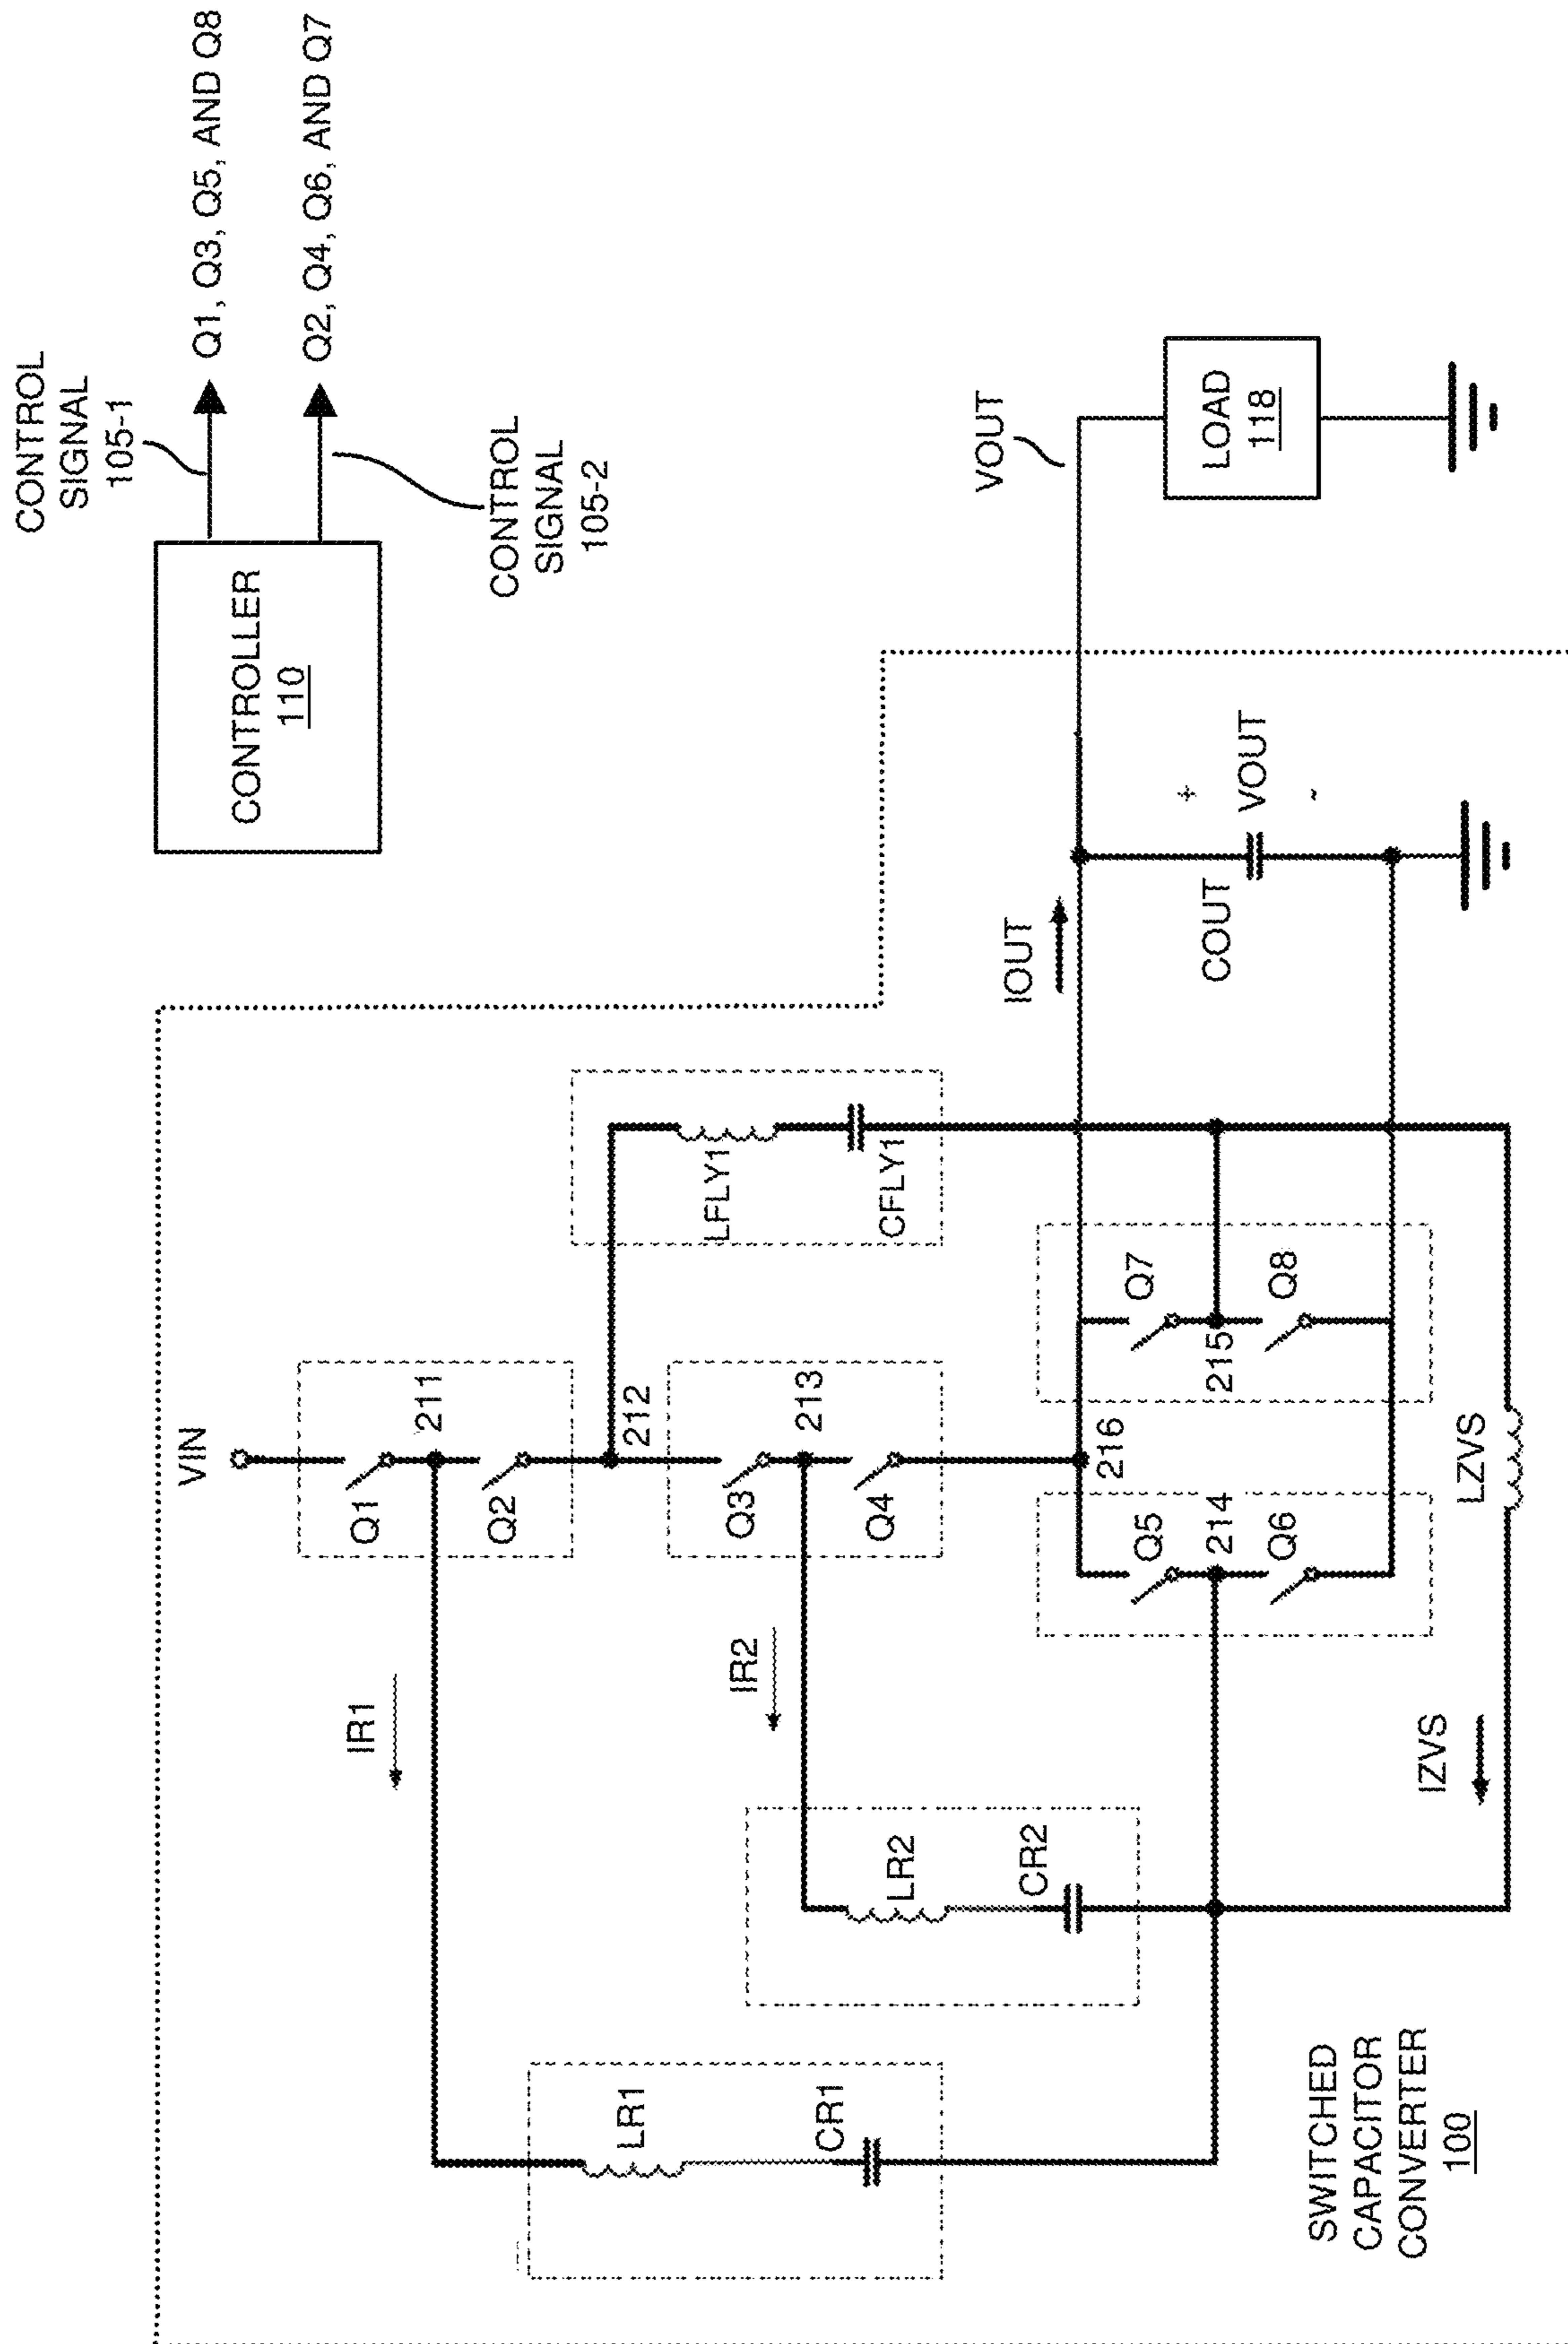 CONTROL
SIGNAL
105-1
CONTROLLER
110
Q1, Q3, Q5, AND Q8
Q2, Q4, Q6, AND Q7
CONTROL
SIGNAL
105-2
VIN
Q1
211
Q2
IR1
212
LFLY1
CFLY1
Q3
213
Q4
IR2
LR1
CR1
LR2
CR2
216
Q5
214
Q6
Q7
215
Q8
IOUT
COUT
+
VOUT
-
VOUT
LOAD
118
LZVS
IZVS
SWITCHED
CAPACITOR
CONVERTER
100